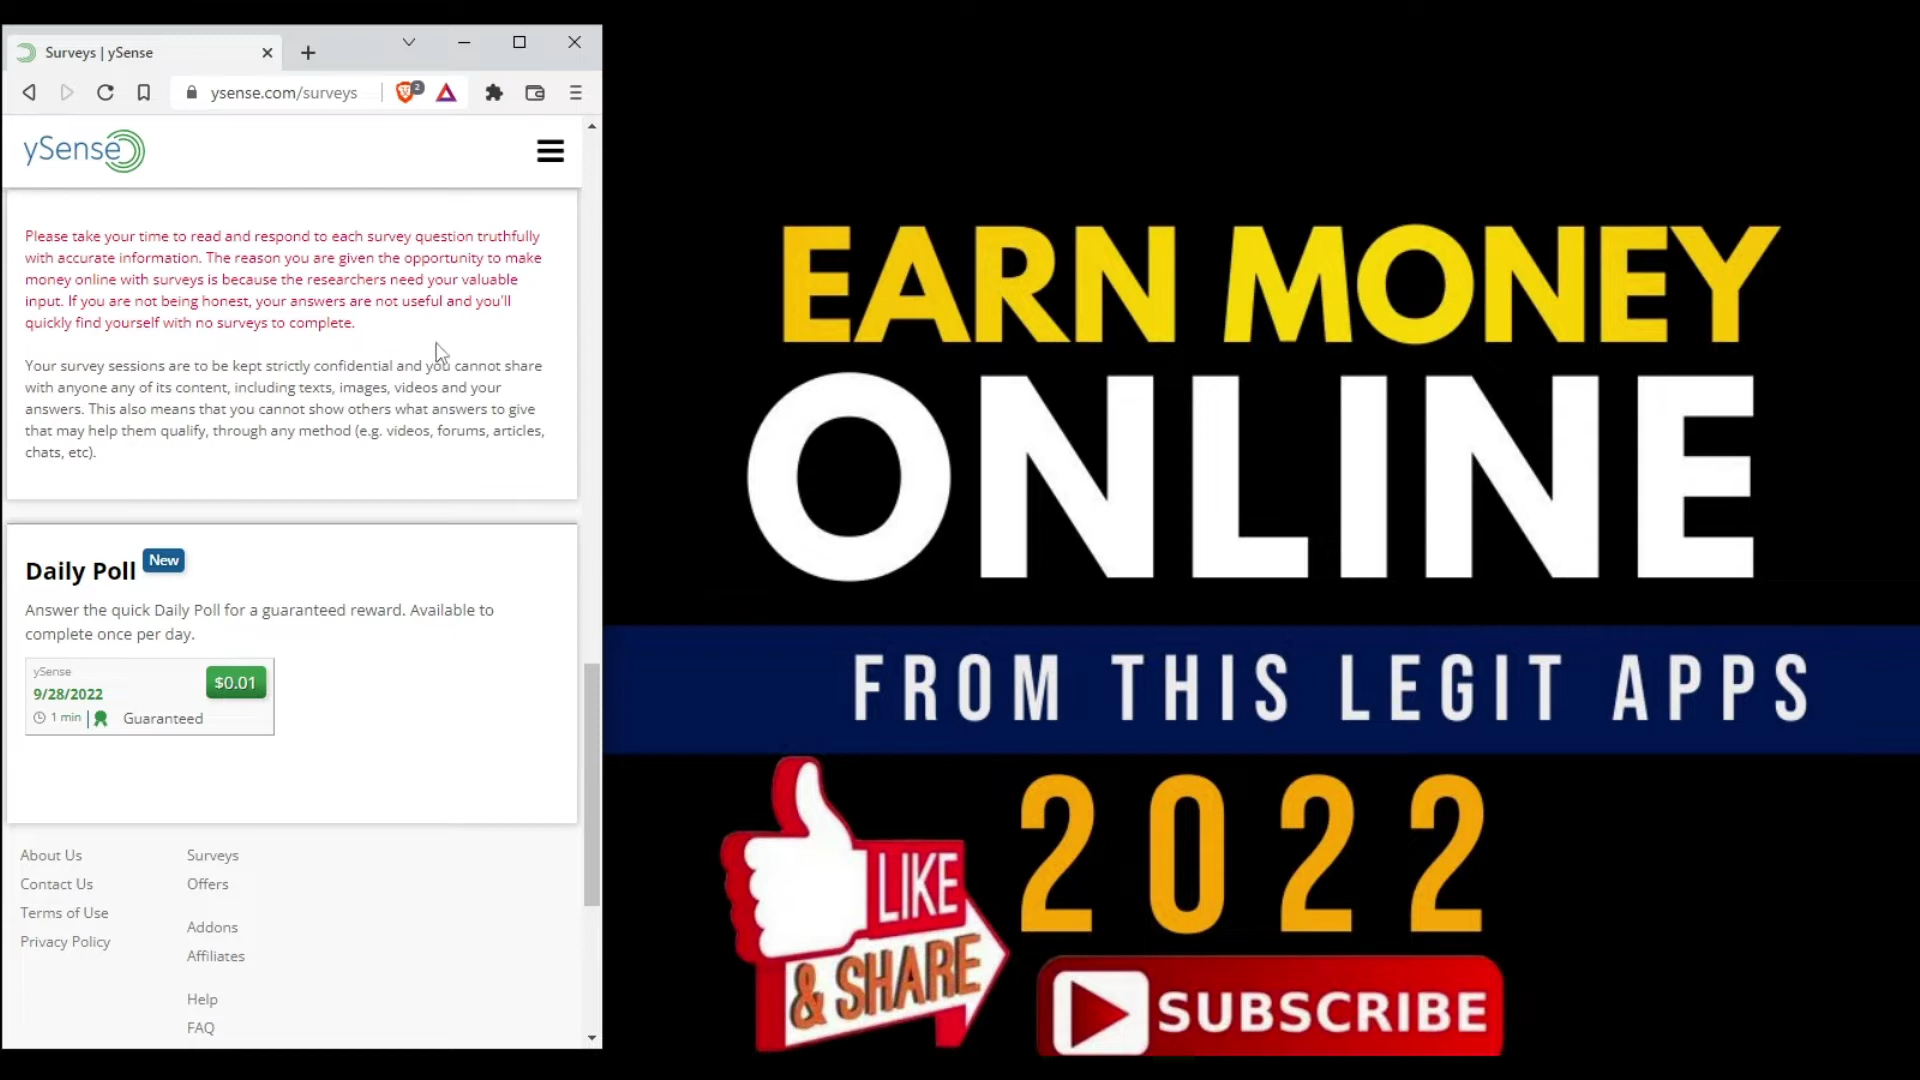 Surveys | ySense
ysense.com/surveys
2
ySense
Please take your time to read and respond to each survey question truthfully
with accurate information. The reason you are given the opportunity to make
money online with surveys is because the researchers need your valuable
input. If you are not being honest, your answers are not useful and you'll
quickly find yourself with no surveys to complete.
Your survey sessions are to be kept strictly confidential and you cannot share
with anyone any of its content, including texts, images, videos and your
answers. This also means that you cannot show others what answers to give
that may help them qualify, through any method (e.g. videos, forums, articles,
chats, etc).
Daily Poll New
Answer the quick Daily Poll for a guaranteed reward. Available to
complete once per day.
ySense
9/28/2022
$0.01
1 min
Guaranteed
About Us
Contact Us
Terms of Use
Privacy Policy
Surveys
Offers
Addons
Affiliates
Help
FAQ
EARN MONEY
ONLINE
FROM THIS LEGIT APPS
2022
LIKE
& SHARE
SUBSCRIBE